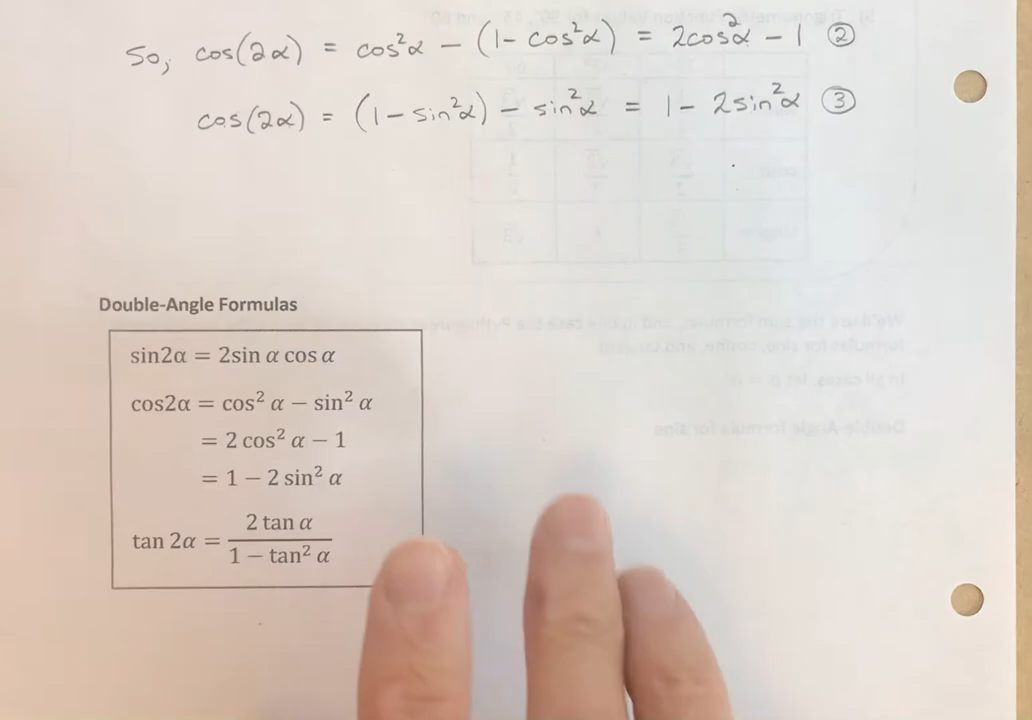 So, cos(2α) = cos²α − (1 − cos²α) = 2cos²α − 1 ②
cos(2α) = (1 − sin²α) − sin²α = 1 − 2sin²α ③
Double-Angle Formulas
sin2α = 2sin α cos α
cos2α = cos² α − sin² α
= 2 cos² α − 1
= 1 − 2 sin² α
tan 2α = 2 tan α / 1 − tan² α